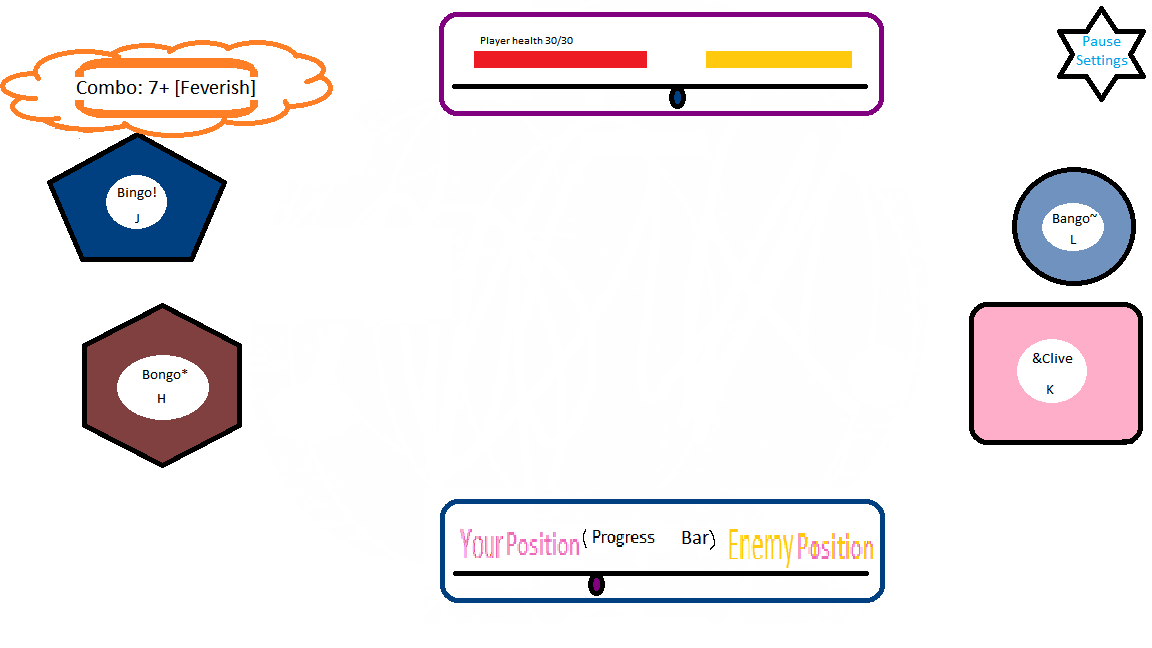 Player health 30/30
Pause
Settings
Combo: 7+ [Feverish]
Bingo!
J
Bango~
L
Bongo*
H
&Clive
K
Your Position ( Progress Bar) Enemy Position